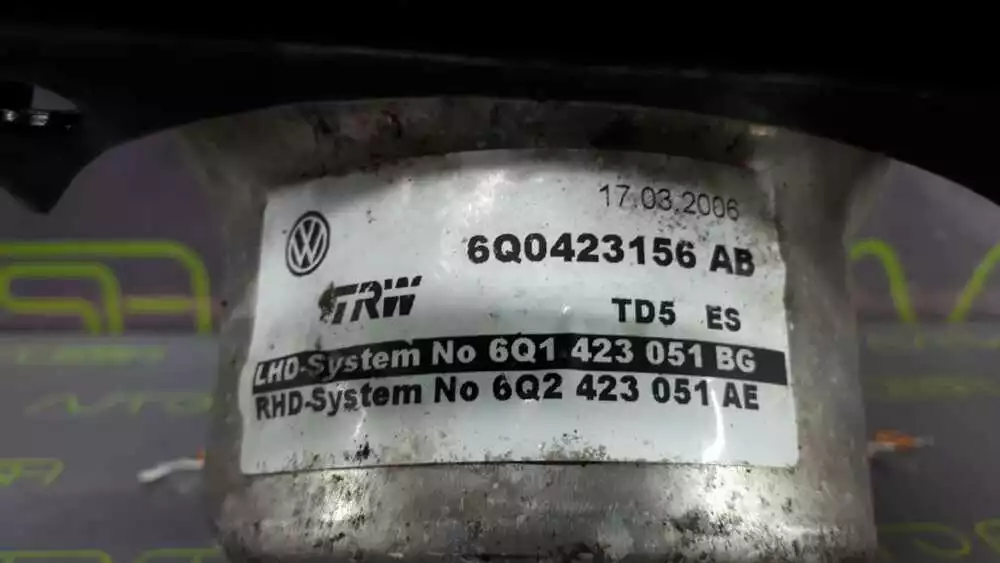 17.03.2006
6Q0423156 AB
TRW
TD5 ES
LHD-System No 6Q1 423 051 BG
RHD-System No 6Q2 423 051 AE